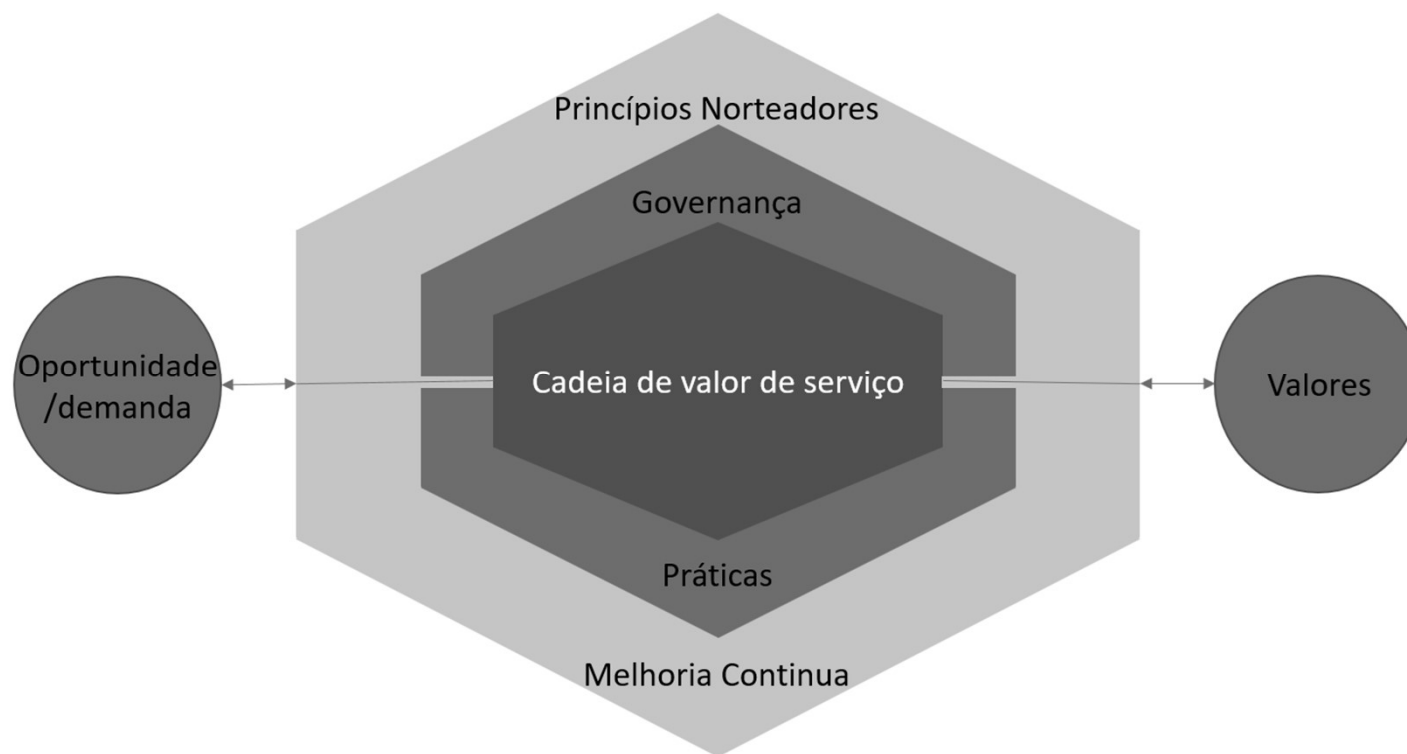 Princípios Norteadores
Governança
Oportunidade
/demanda
Cadeia de valor de serviço
Valores
Práticas
Melhoria Continua